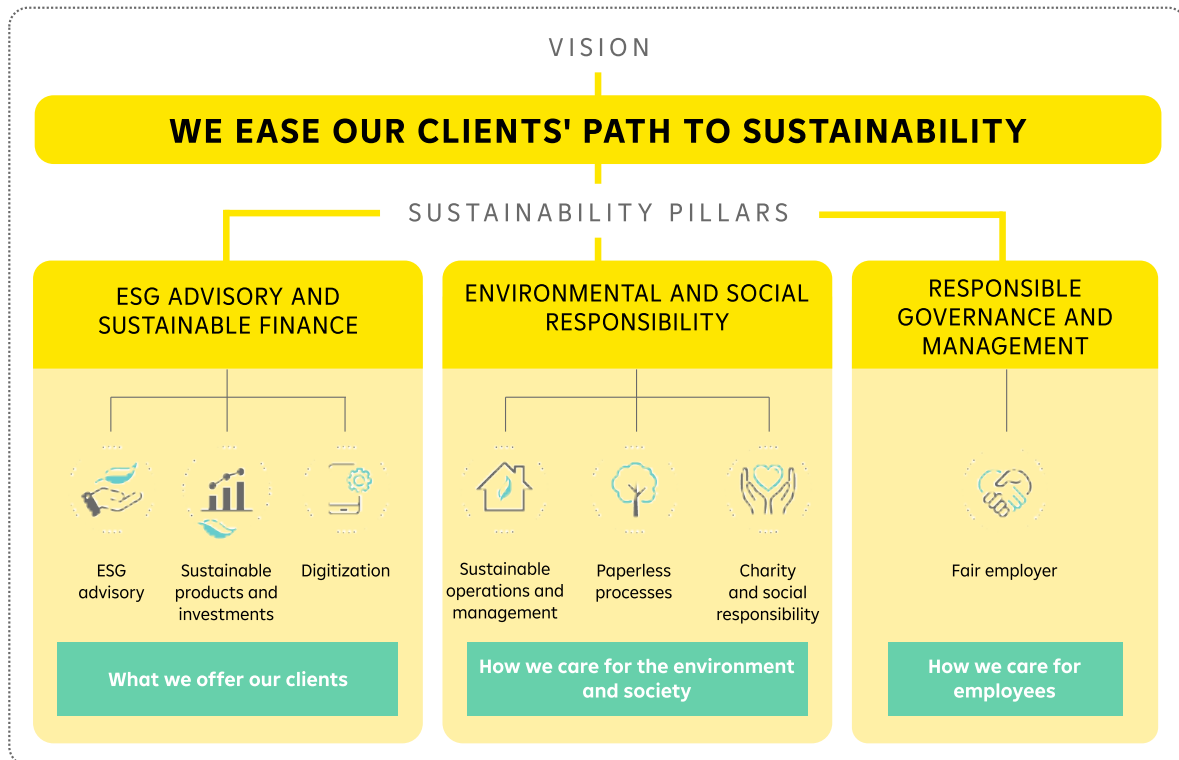 VISION
WE EASE OUR CLIENTS' PATH TO SUSTAINABILITY
SUSTAINABILITY PILLARS
ESG ADVISORY AND
SUSTAINABLE FINANCE
ESG
advisory
Sustainable
products and
investments
Digitization
What we offer our clients
ENVIRONMENTAL AND SOCIAL
RESPONSIBILITY
Sustainable
operations and
management
Paperless
processes
Charity
and social
responsibility
How we care for the environment
and society
RESPONSIBLE
GOVERNANCE AND
MANAGEMENT
Fair employer
How we care for
employees